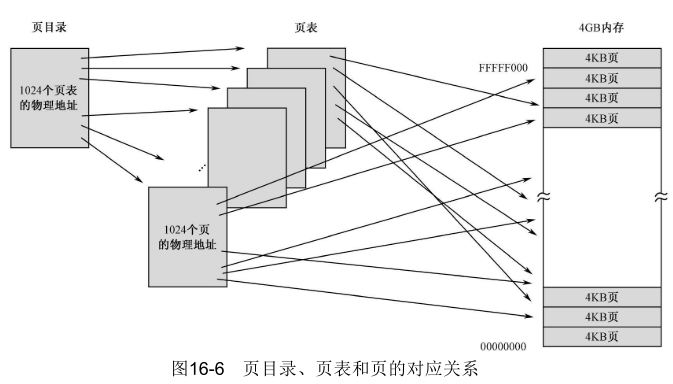 页目录
页表
4GB内存
1024个页表
的物理地址
FFFFF000
4KB页
4KB页
4KB页
4KB页
1024个页
的物理地址
4KB页
4KB页
4KB页
00000000
图16-6 页目录、页表和页的对应关系